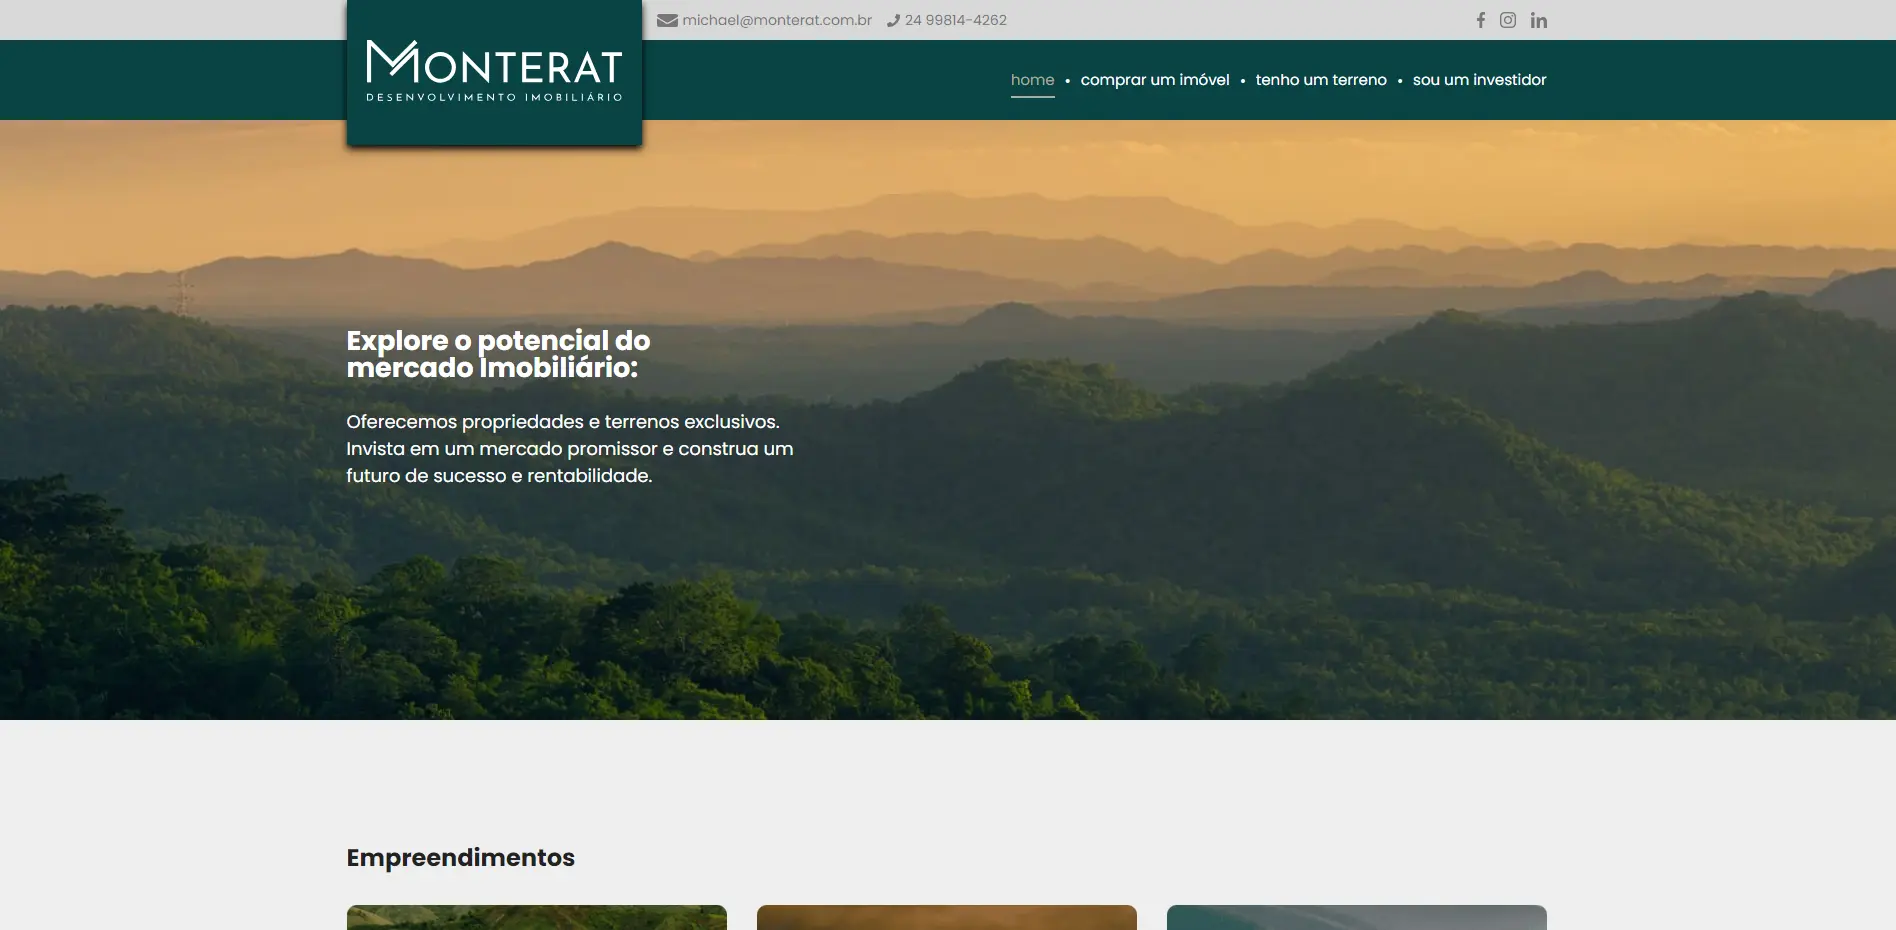 michael@monterat.com.br 24 99814-4262
MONTERAT
DESENVOLVIMENTO IMOBILIÁRIO
home • comprar um imóvel • tenho um terreno • sou um investidor
Explore o potencial do
mercado Imobiliário:
Oferecemos propriedades e terrenos exclusivos.
Invista em um mercado promissor e construa um
futuro de sucesso e rentabilidade.
Empreendimentos